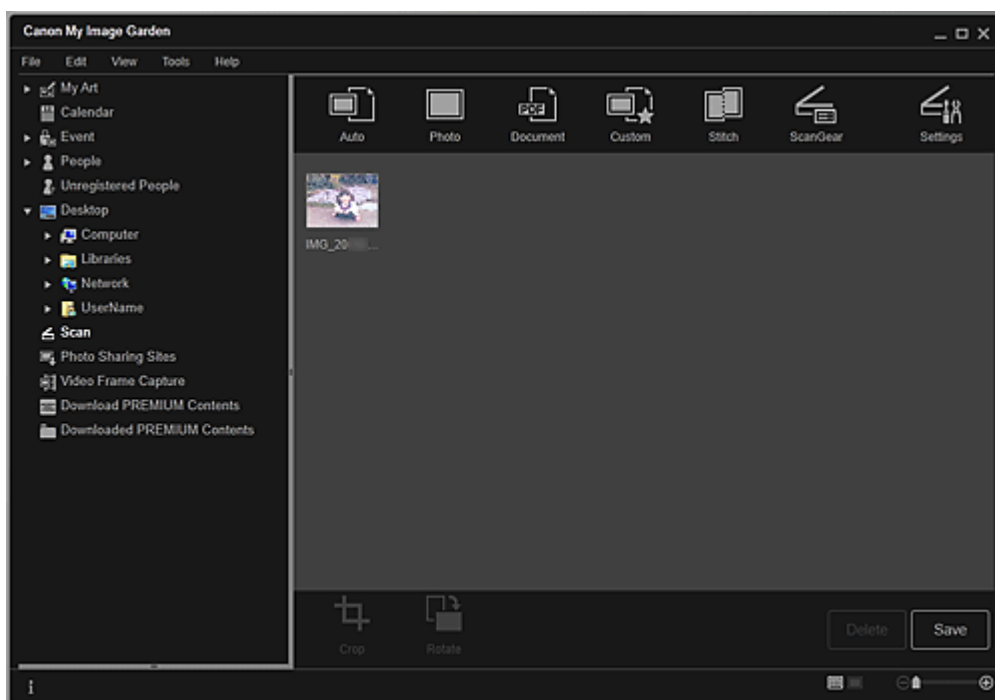 Canon My Image Garden
File Edit View Tools Help
My Art
Calendar
Event
People
Unregistered People
Desktop
Computer
Libraries
Network
UserName
Scan
Photo Sharing Sites
Video Frame Capture
Download PREMIUM Contents
Downloaded PREMIUM Contents
Auto Photo PDF Document Custom Stitch ScanGear Settings
IMG_20 ...
Crop Rotate Delete Save